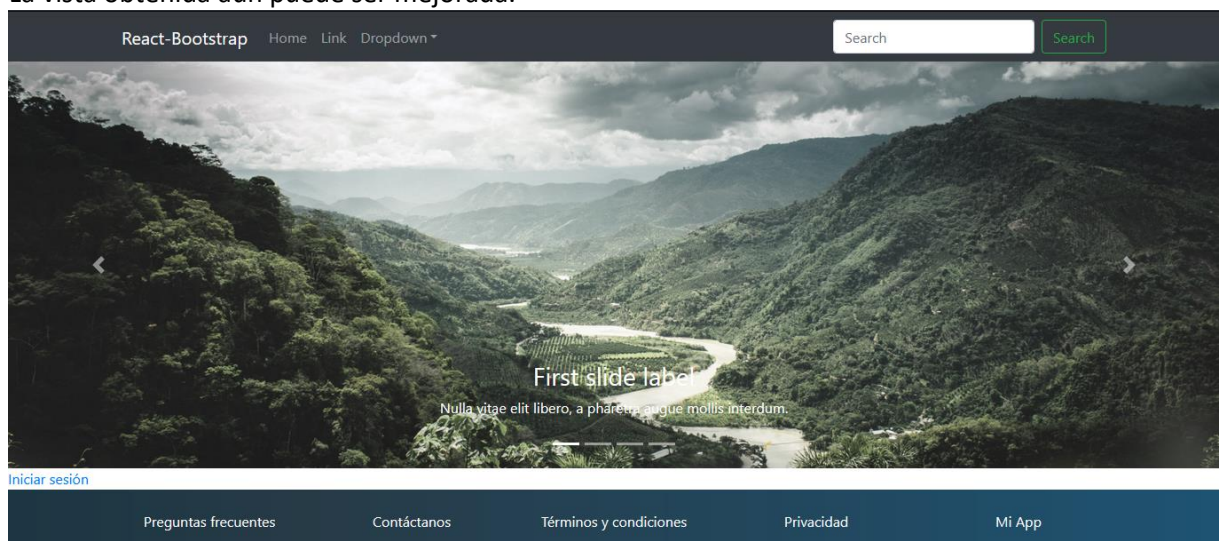 La vista obtenida aún puede ser mejorada.
React-Bootstrap Home Link Dropdown Search Search
First slide label
Nulla vitae elit libero, a pharetra augue mollis interdum.
Iniciar sesión
Preguntas frecuentes Contáctanos Términos y condiciones Privacidad Mi App